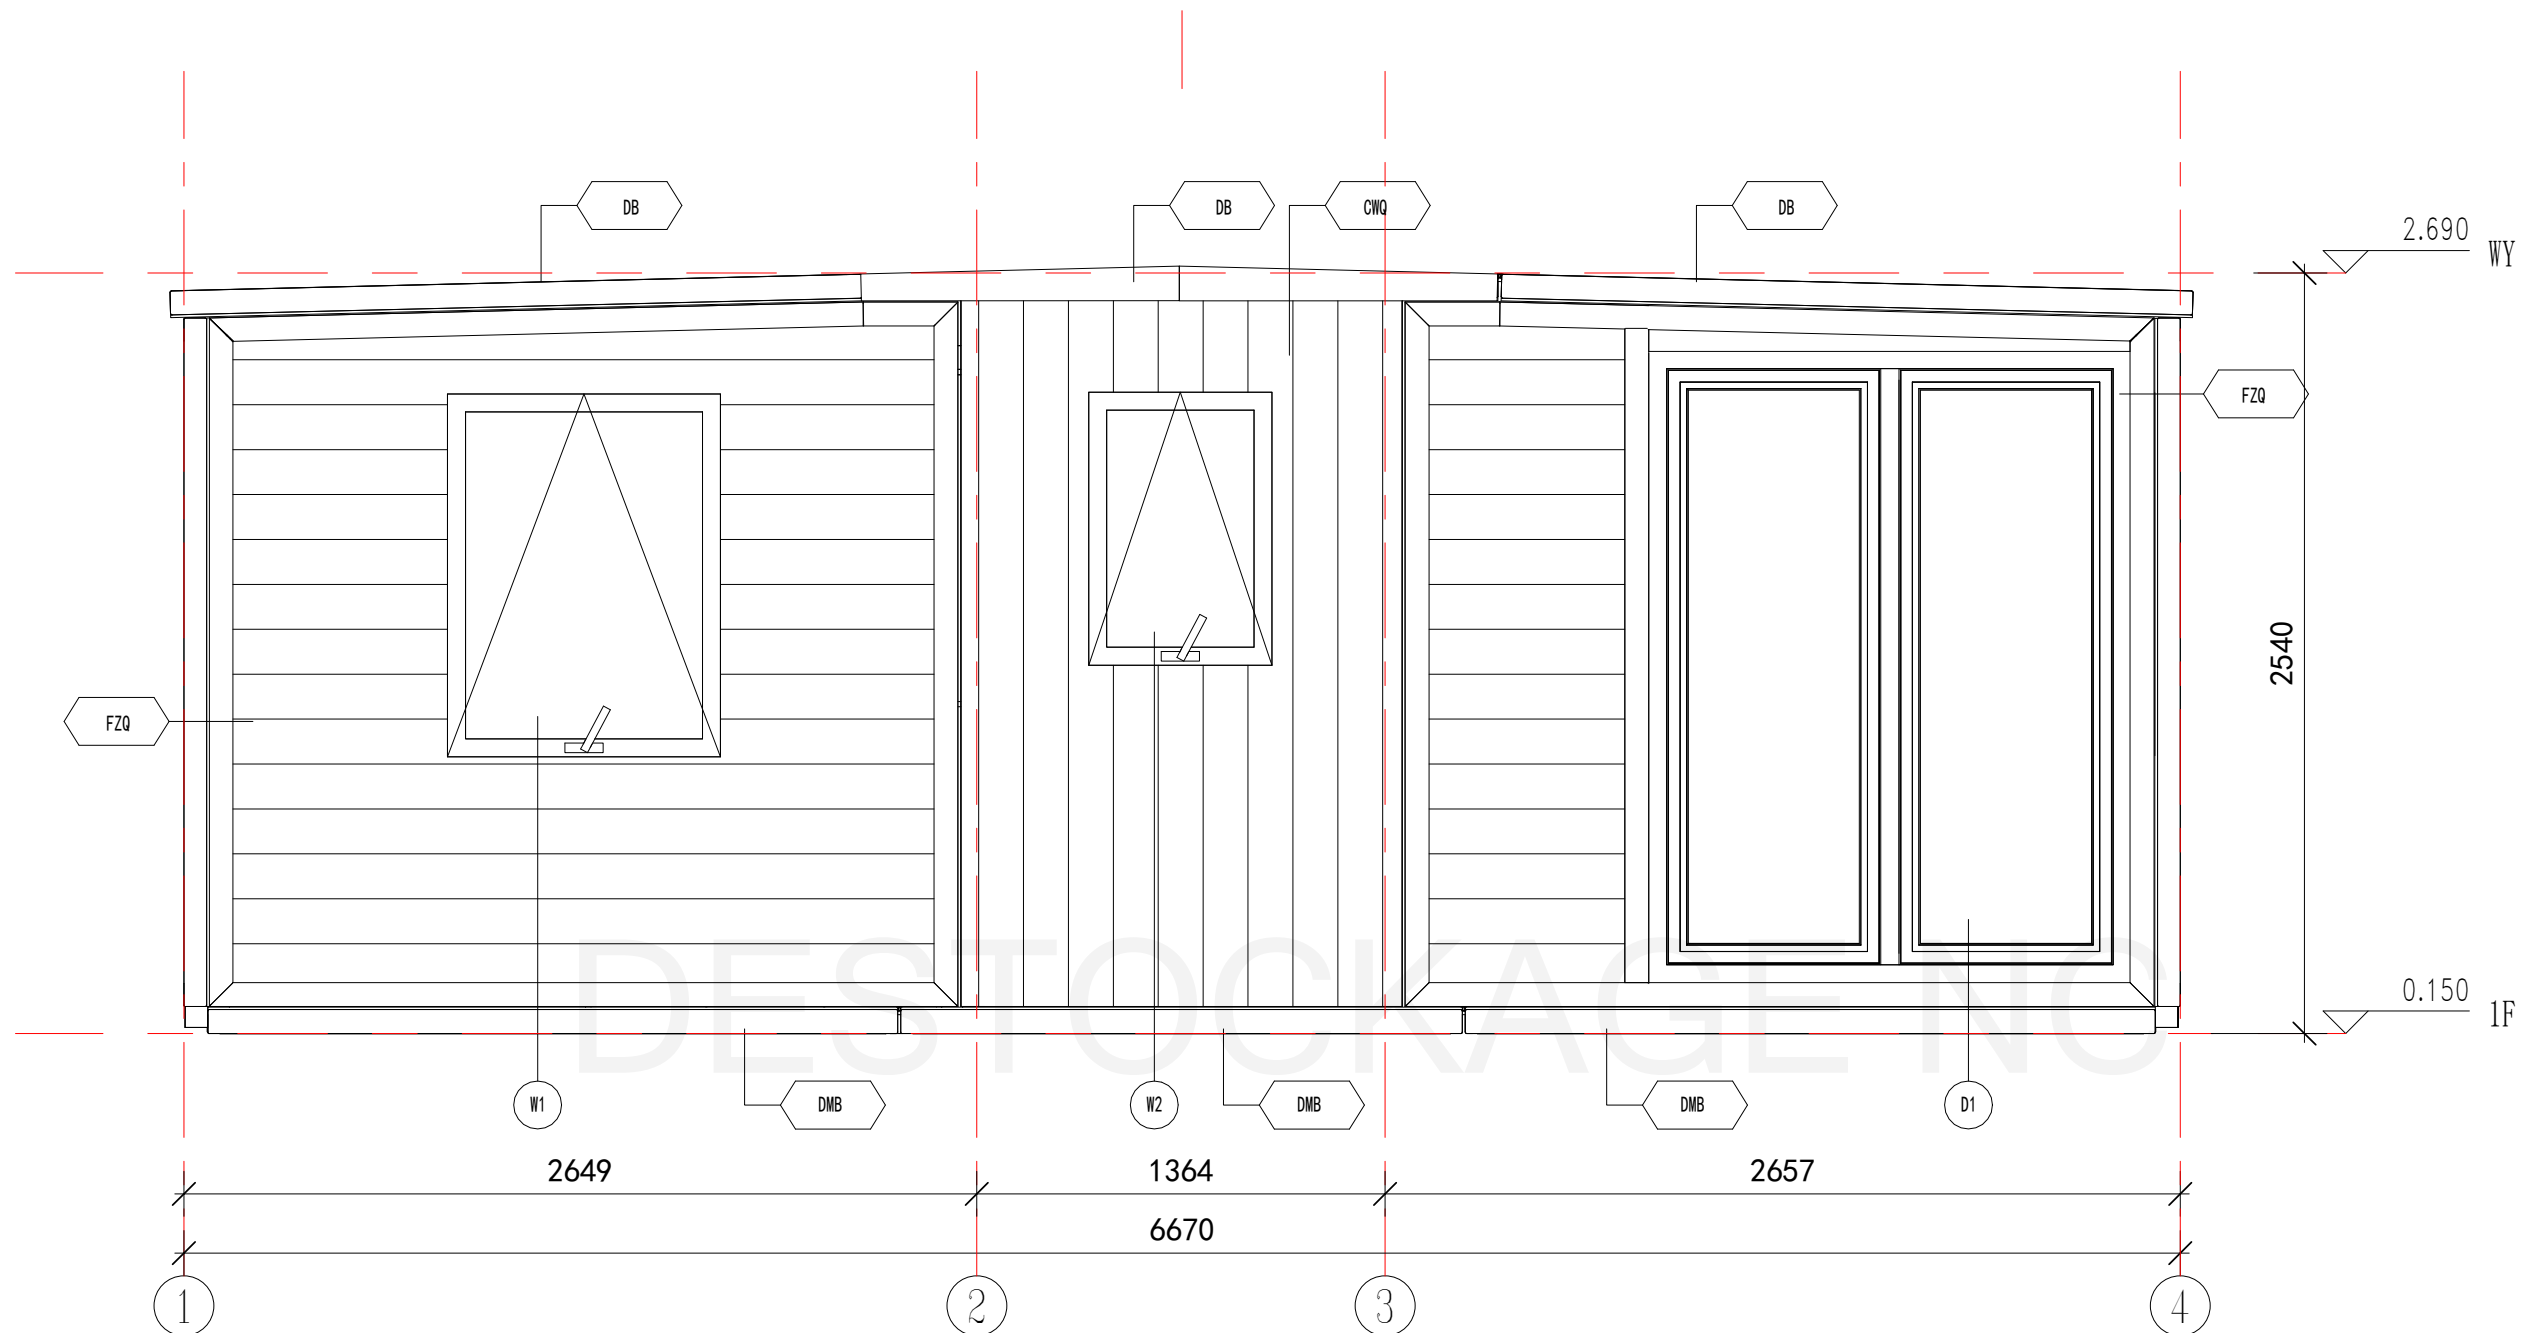 DB
DB
CWQ
DB
2.690
WY
FZQ
2540
FZQ
DESTOCKAGE NC
0.150
1F
W1
DMB
W2
DMB
DMB
D1
2649
1364
2657
6670
1
2
3
4